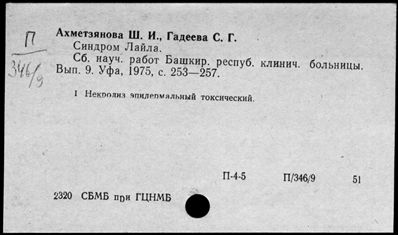 П
346/9
Ахметзянова Ш. И., Гадеева С. Г.
Синдром Лайла.
Сб. науч. работ Башкир. респуб. клинич. больницы.
Вып. 9. Уфа, 1975, с. 253—257.
I Некролиз эпидермальный токсический.
П-4-5 П/346/9 51
2320 СБМБ при ГЦНМБ